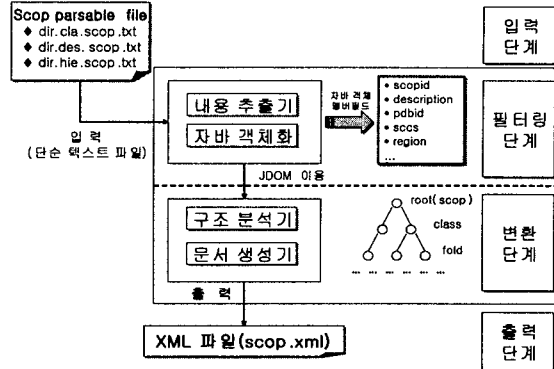 Scop parsable file
◆ dir.cla.scop.txt
◆ dir.des.scop.txt
◆ dir.hie.scop.txt
입력
단계
내용 추출기
자바 객체화
자바 객체
멤버필드
• scopid
• description
• pdbid
• sccs
• region
...
필터링
단계
입 력
(단순 텍스트 파일)
JDOM 이용
구조 분석기
문서 생성기
root(scop)
class
fold
... ... ... ... ... ...
변환
단계
출 력
XML 파일(scop.xml)
출력
단계